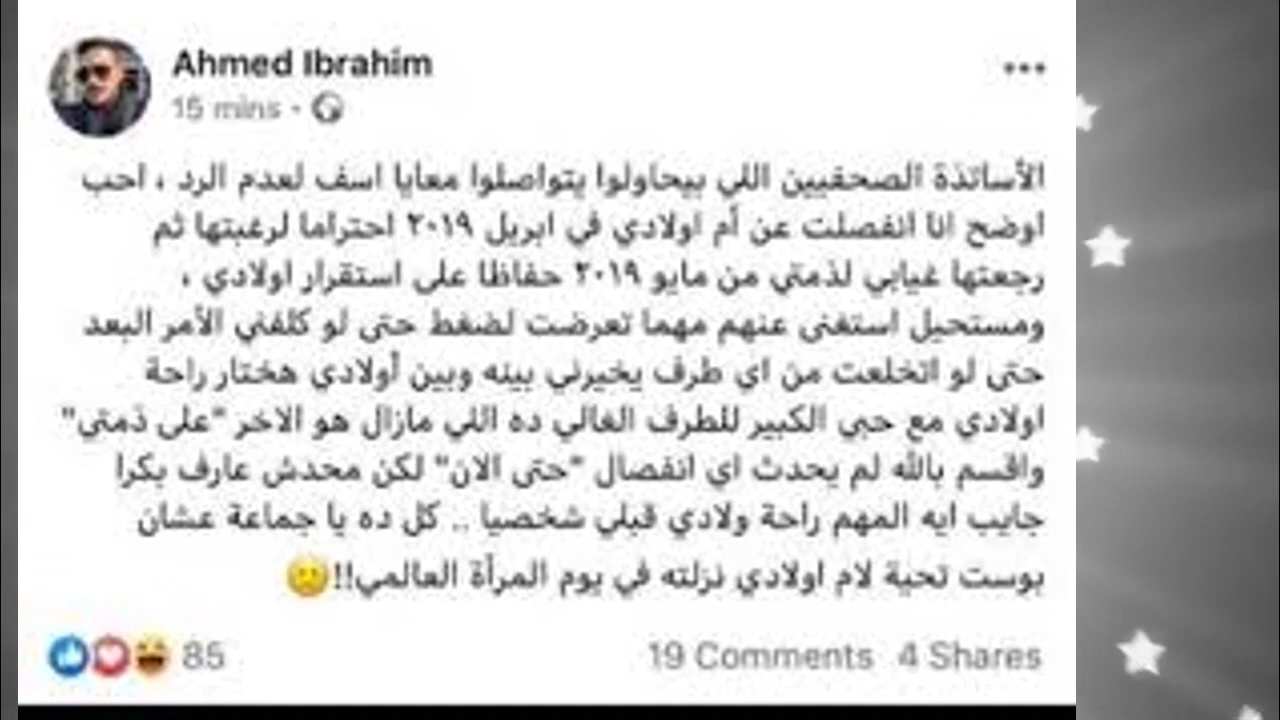 Ahmed Ibrahim
15 mins ·
الأساتذة الصحفيين اللي بيحاولوا يتواصلوا معايا اسف لعدم الرد ، احب
اوضح انا انفصلت عن أم اولادي في ابريل ٢٠١٩ احتراما لرغبتها ثم
رجعتها غيابي لذمتي من مايو ٢٠١٩ حفاظا على استقرار اولادي ،
ومستحيل استغنى عنهم مهما تعرضت لضغط حتى لو كلفني الأمر البعد
حتى لو اتخلعت من اي طرف يخيرني بينه وبين أولادي هختار راحة
اولادي مع حبي الكبير للطرف الغالي ده اللي مازال هو الاخر "على ذمتي"
واقسم بالله لم يحدث اي انفصال "حتى الان" لكن محدش عارف بكرا
جايب ايه المهم راحة ولادي قبلي شخصيا .. كل ده يا جماعة عشان
بوست تحية لام اولادي نزلته في يوم المرأة العالمي!!🙁
85
19 Comments 4 Shares